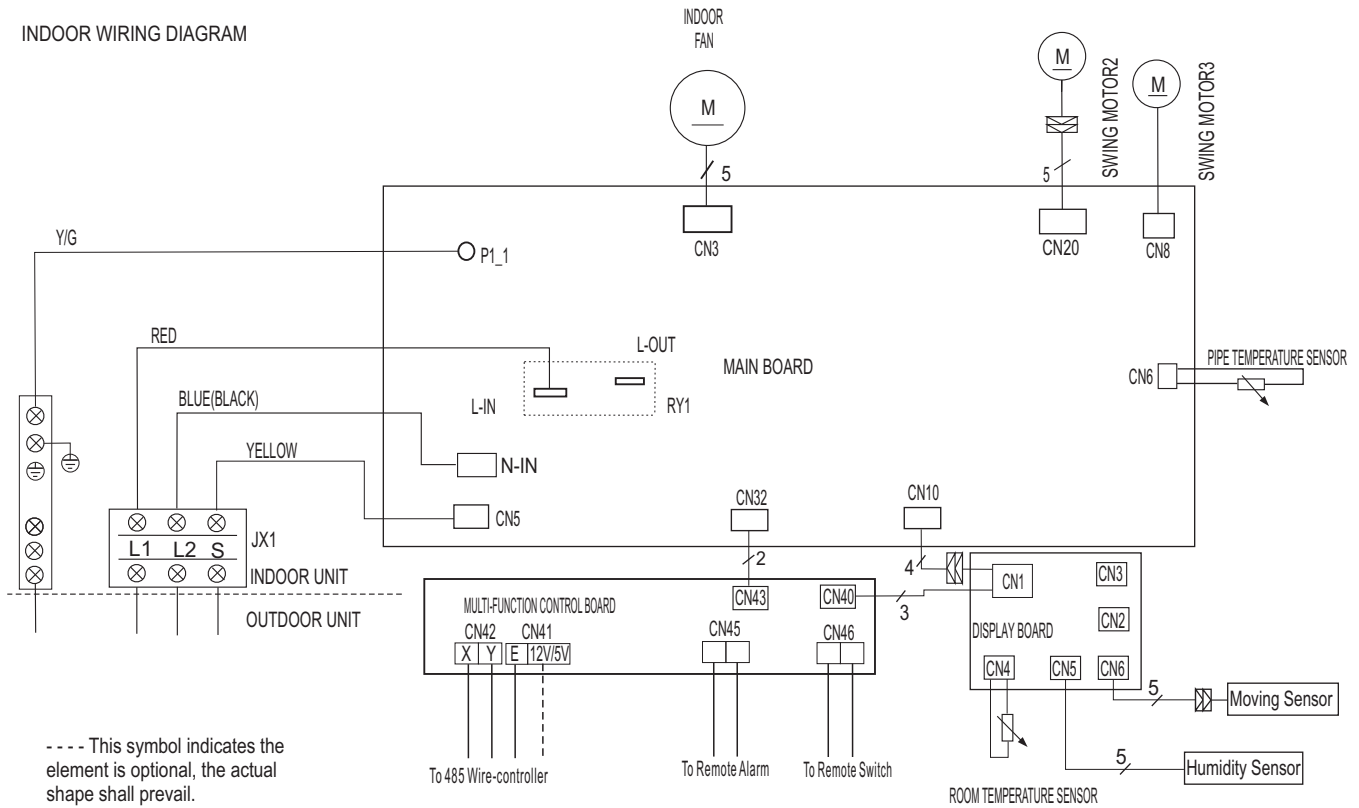 INDOOR WIRING DIAGRAM
INDOOR
FAN
M
5
CN3
M
5
SWING MOTOR2
CN20
M
SWING MOTOR3
CN8
Y/G
P1_1
RED
L-OUT
MAIN BOARD
L-IN
RY1
BLUE(BLACK)
N-IN
YELLOW
CN5
CN6
PIPE TEMPERATURE SENSOR
L1 L2 S
JX1
INDOOR UNIT
OUTDOOR UNIT
CN32
2
CN10
4
3
MULTI-FUNCTION CONTROL BOARD
CN43
CN40
CN42
X Y
CN41
E 12V/5V
CN45
CN46
CN1
CN3
CN2
DISPLAY BOARD
CN4
CN5
CN6
5
Moving Sensor
5
Humidity Sensor
To 485 Wire-controller
To Remote Alarm
To Remote Switch
ROOM TEMPERATURE SENSOR
- - - - This symbol indicates the
element is optional, the actual
shape shall prevail.